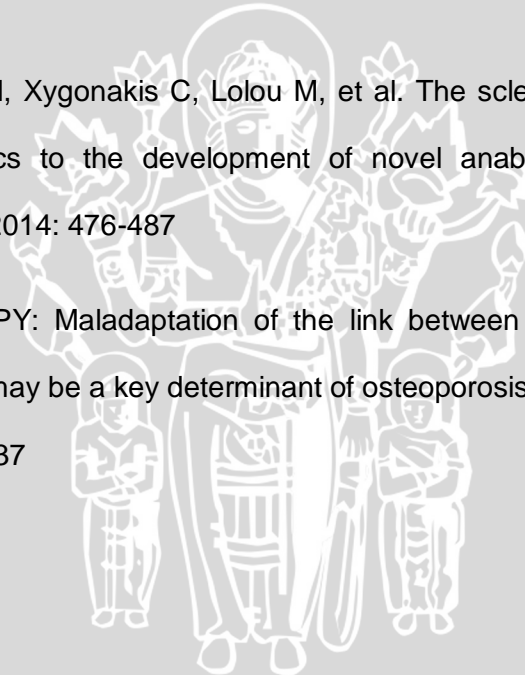 , Xygonakis C, Lolou M, et al. The scle
cs to the development of novel anab
2014: 476-487
PY: Maladaptation of the link between
may be a key determinant of osteoporosis
37